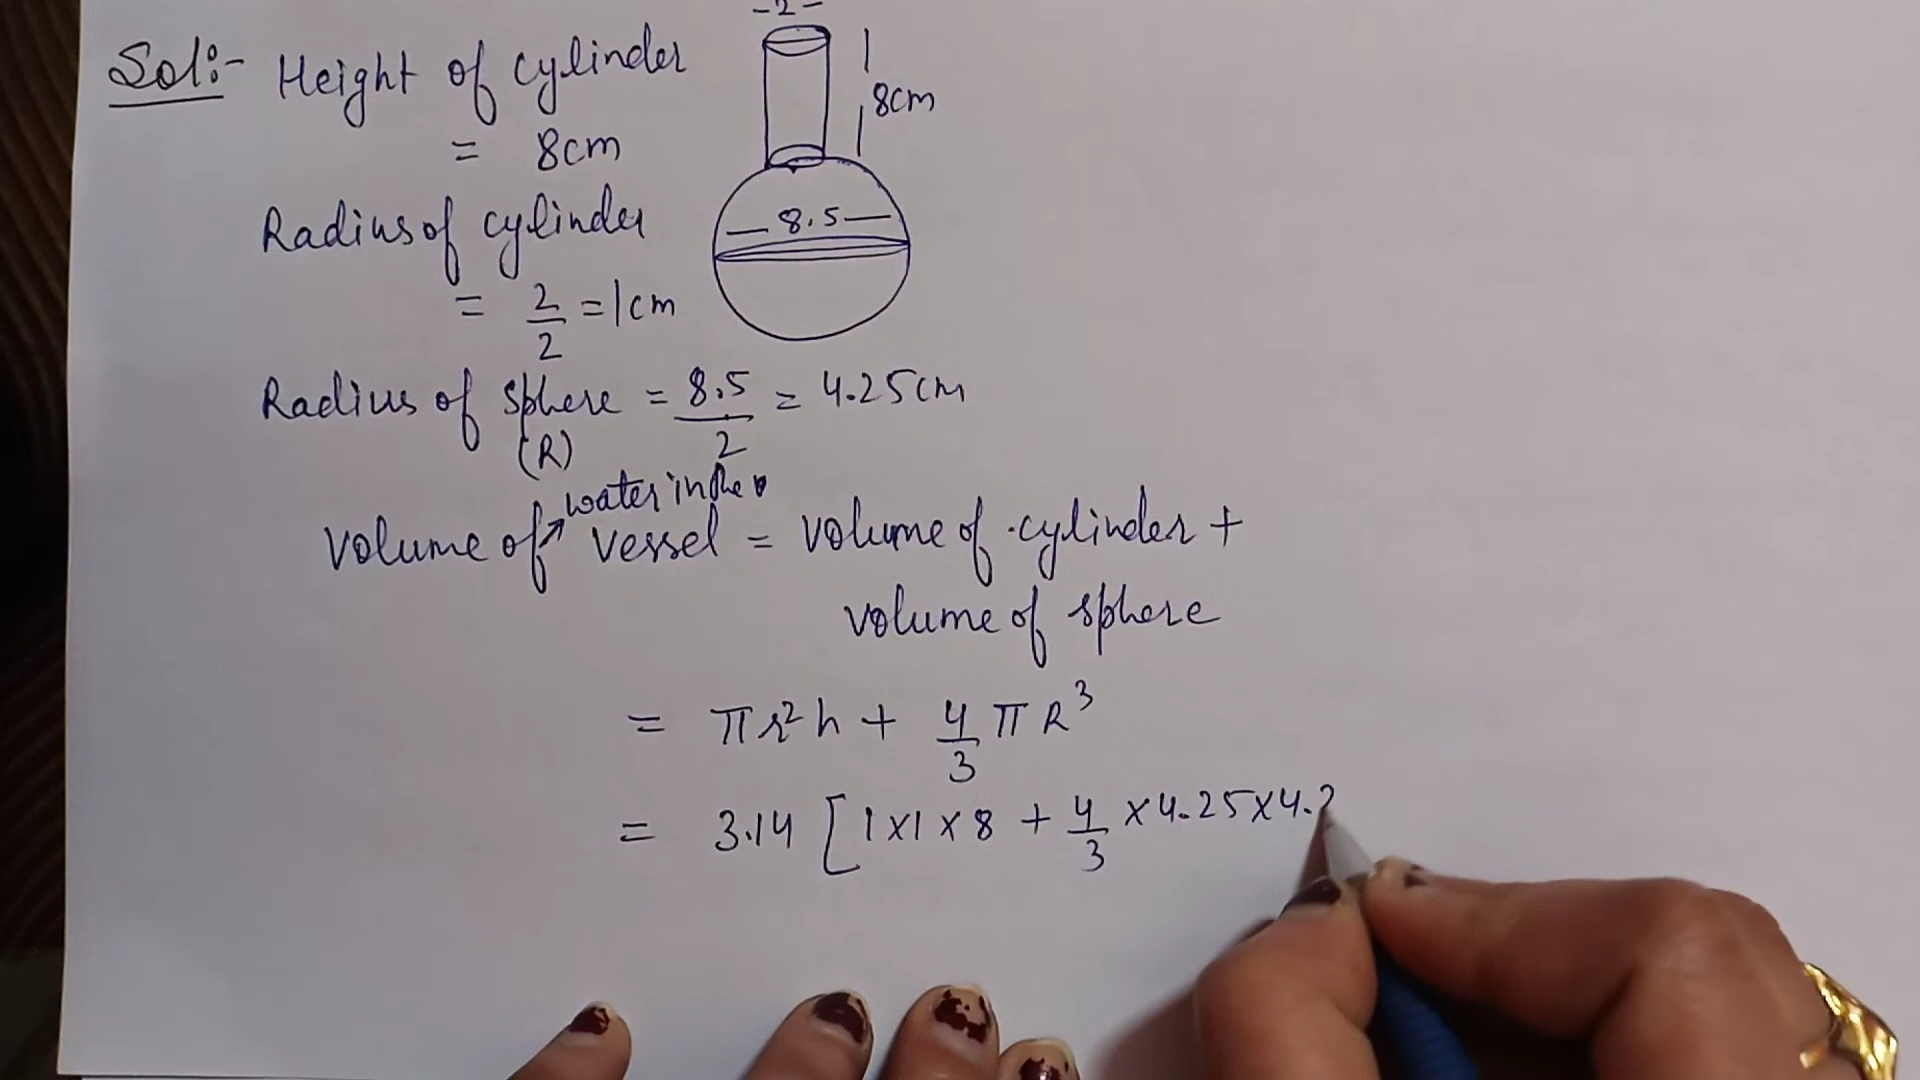 -2-
Sol:- Height of cylinder
= 8cm
8cm
Radius of cylinder
— 8.5 —
= 2/2 = 1cm
Radius of sphere = 8.5/2 = 4.25cm
(R)
water in the
Volume of vessel = Volume of cylinder +
volume of sphere
= πr²h + 4/3 πR³
= 3.14 [1×1×8 + 4/3 ×4.25×4.2